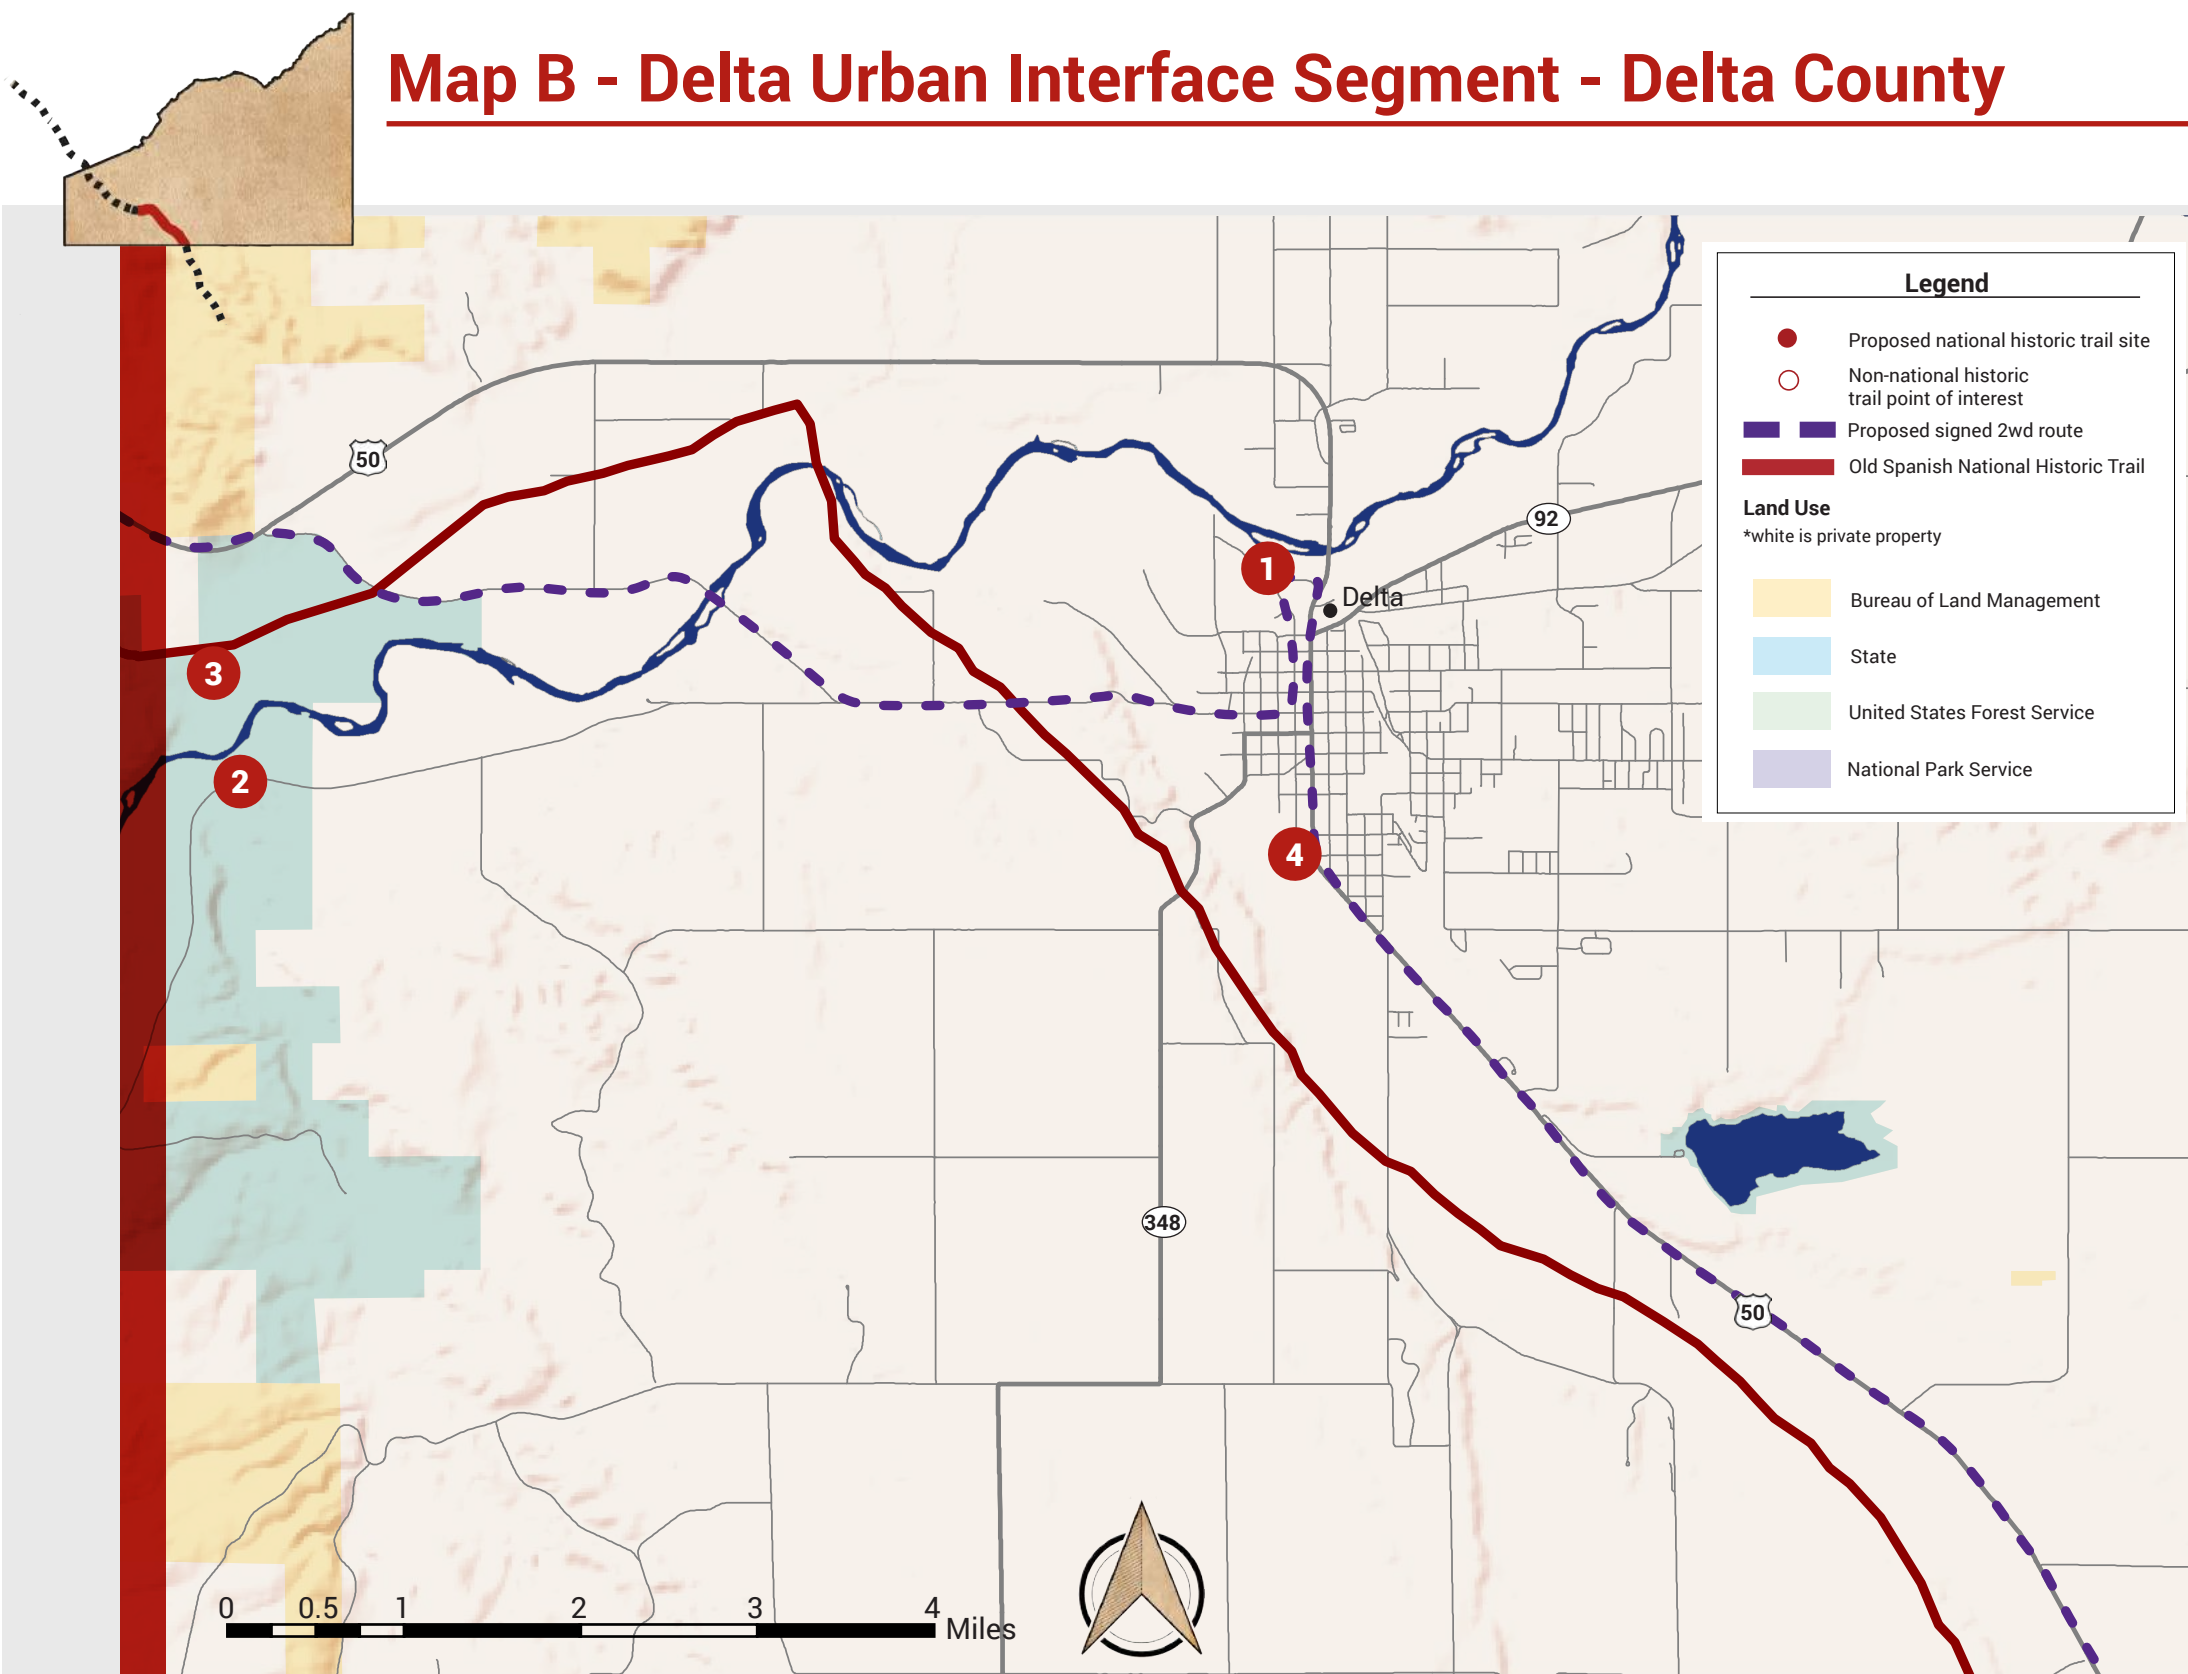 Map B - Delta Urban Interface Segment - Delta County
Legend
Proposed national historic trail site
Non-national historic
trail point of interest
Proposed signed 2wd route
Old Spanish National Historic Trail
Land Use
*white is private property
Bureau of Land Management
State
United States Forest Service
National Park Service
50
92
1
Delta
3
2
4
348
50
0 0.5 1 2 3 4
Miles